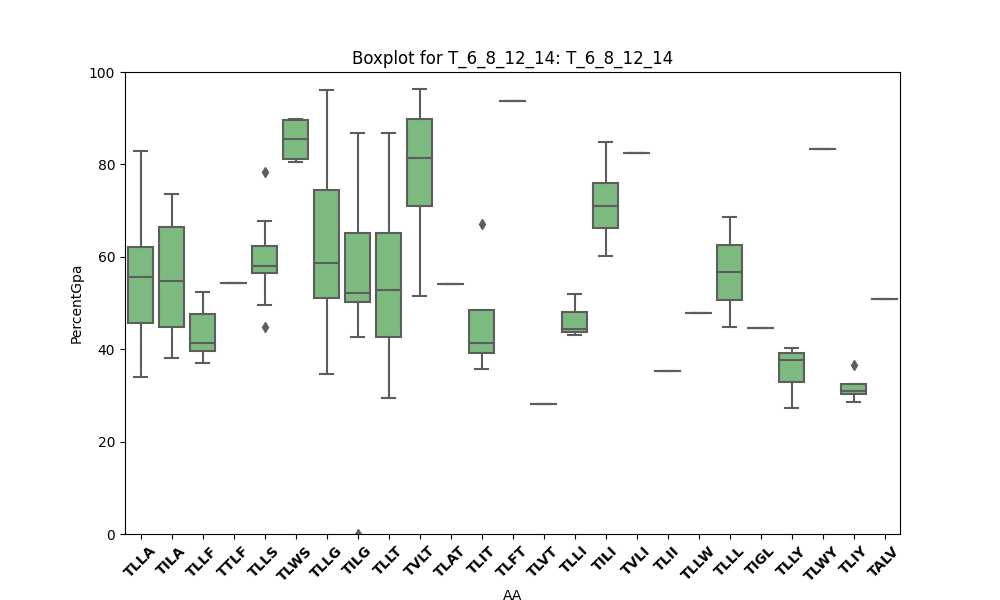 Boxplot for T_6_8_12_14: T_6_8_12_14
100
80
60
40
20
0
PercentGpa
TLLA TILA TLLF TTLF TLLS TLWS TLLG TILG TLLT TVLT TLAT TLIT TLFT TLVT TLLI TILI TVLI TLII TLLW TLLL TIGL TLLY TLWY TLIY TALV
AA